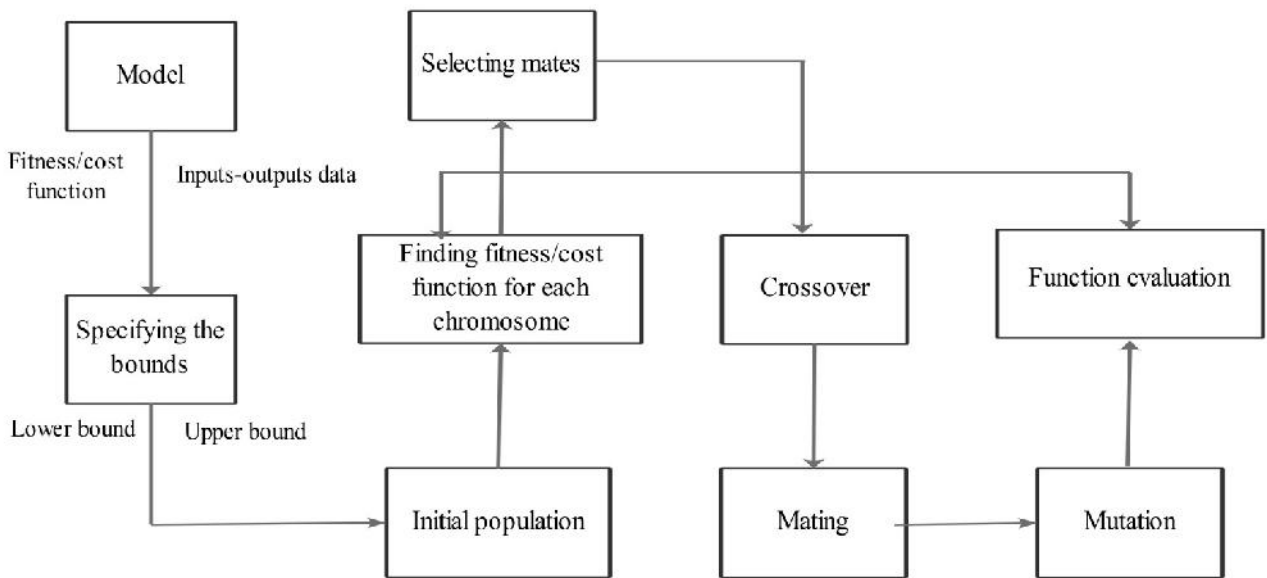 Model
Fitness/cost
function
Inputs-outputs data
Specifying the
bounds
Lower bound
Upper bound
Initial population
Finding fitness/cost
function for each
chromosome
Selecting mates
Crossover
Mating
Mutation
Function cvaluation